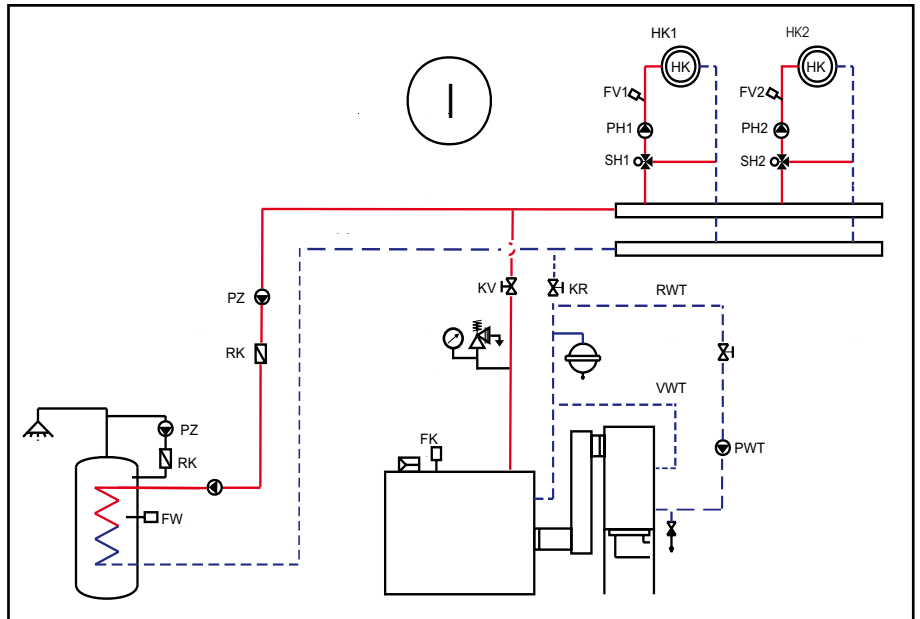 HK1
HK2
HK
HK
FV1
FV2
PH1
PH2
SH1
SH2
I
PZ
KV
KR
RWT
RK
VWT
PZ
FK
PWT
RK
FW